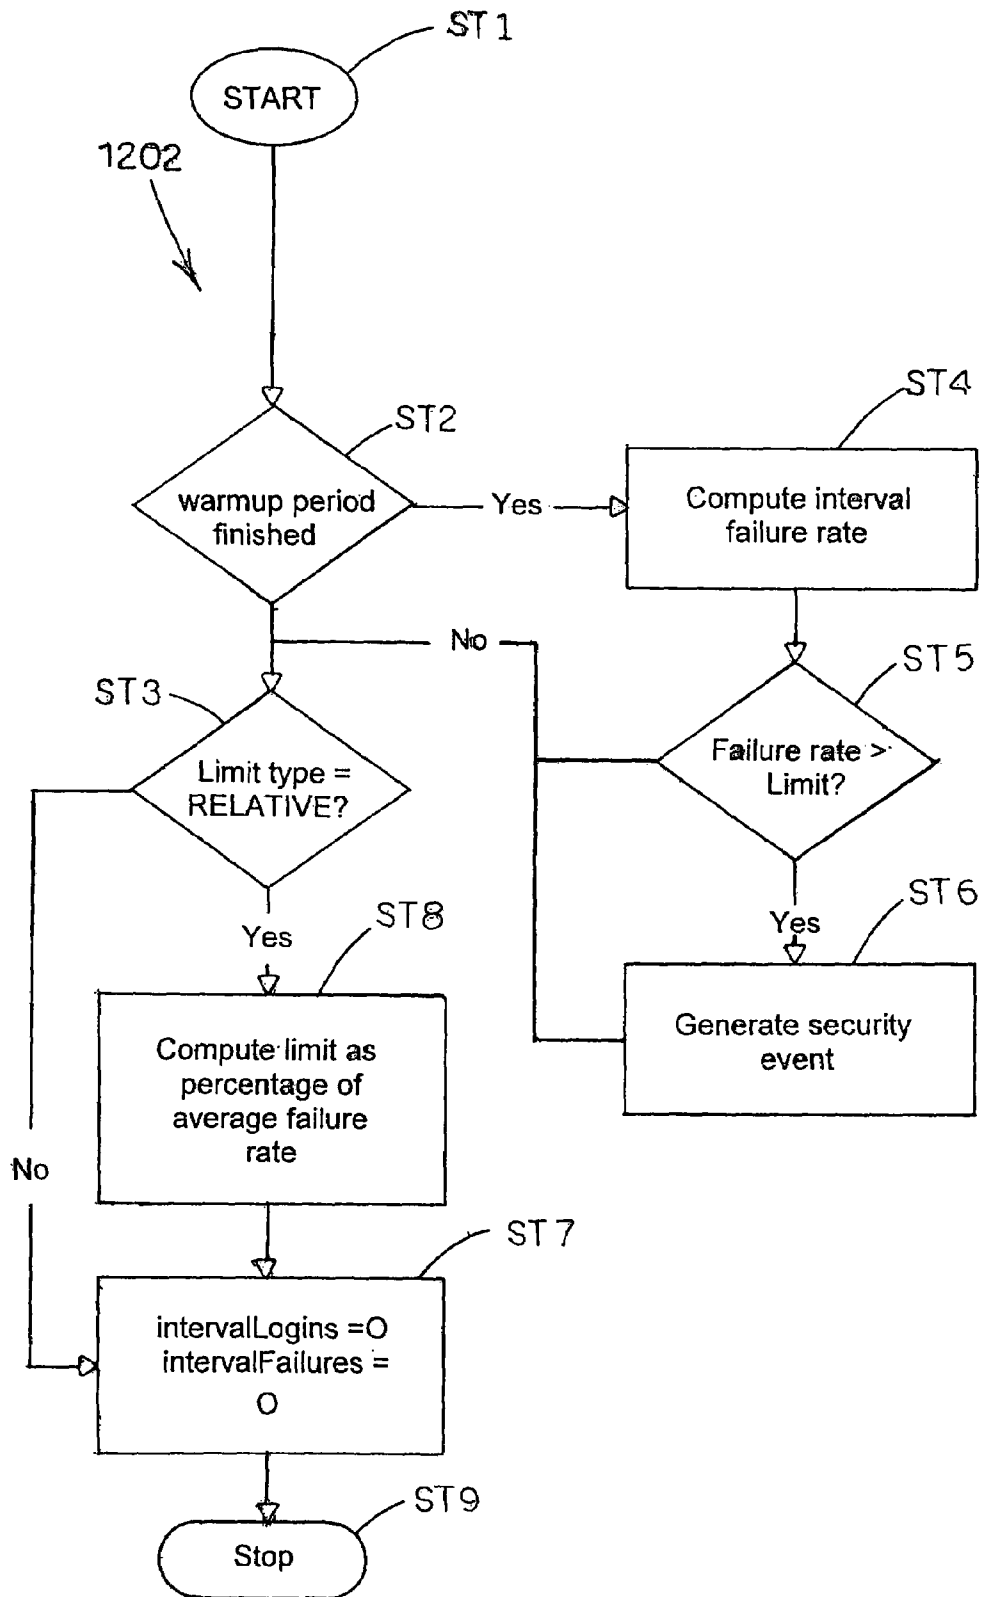 ST1
START
1202
ST2
warmup period
finished
Yes
ST4
Compute interval
failure rate
No
ST3
Limit type =
RELATIVE?
ST5
Failure rate >
Limit?
Yes
ST6
Generate security
event
Yes
ST8
Compute limit as
percentage of
average failure
rate
No
ST7
intervalLogins =0
intervalFailures =
0
ST9
Stop